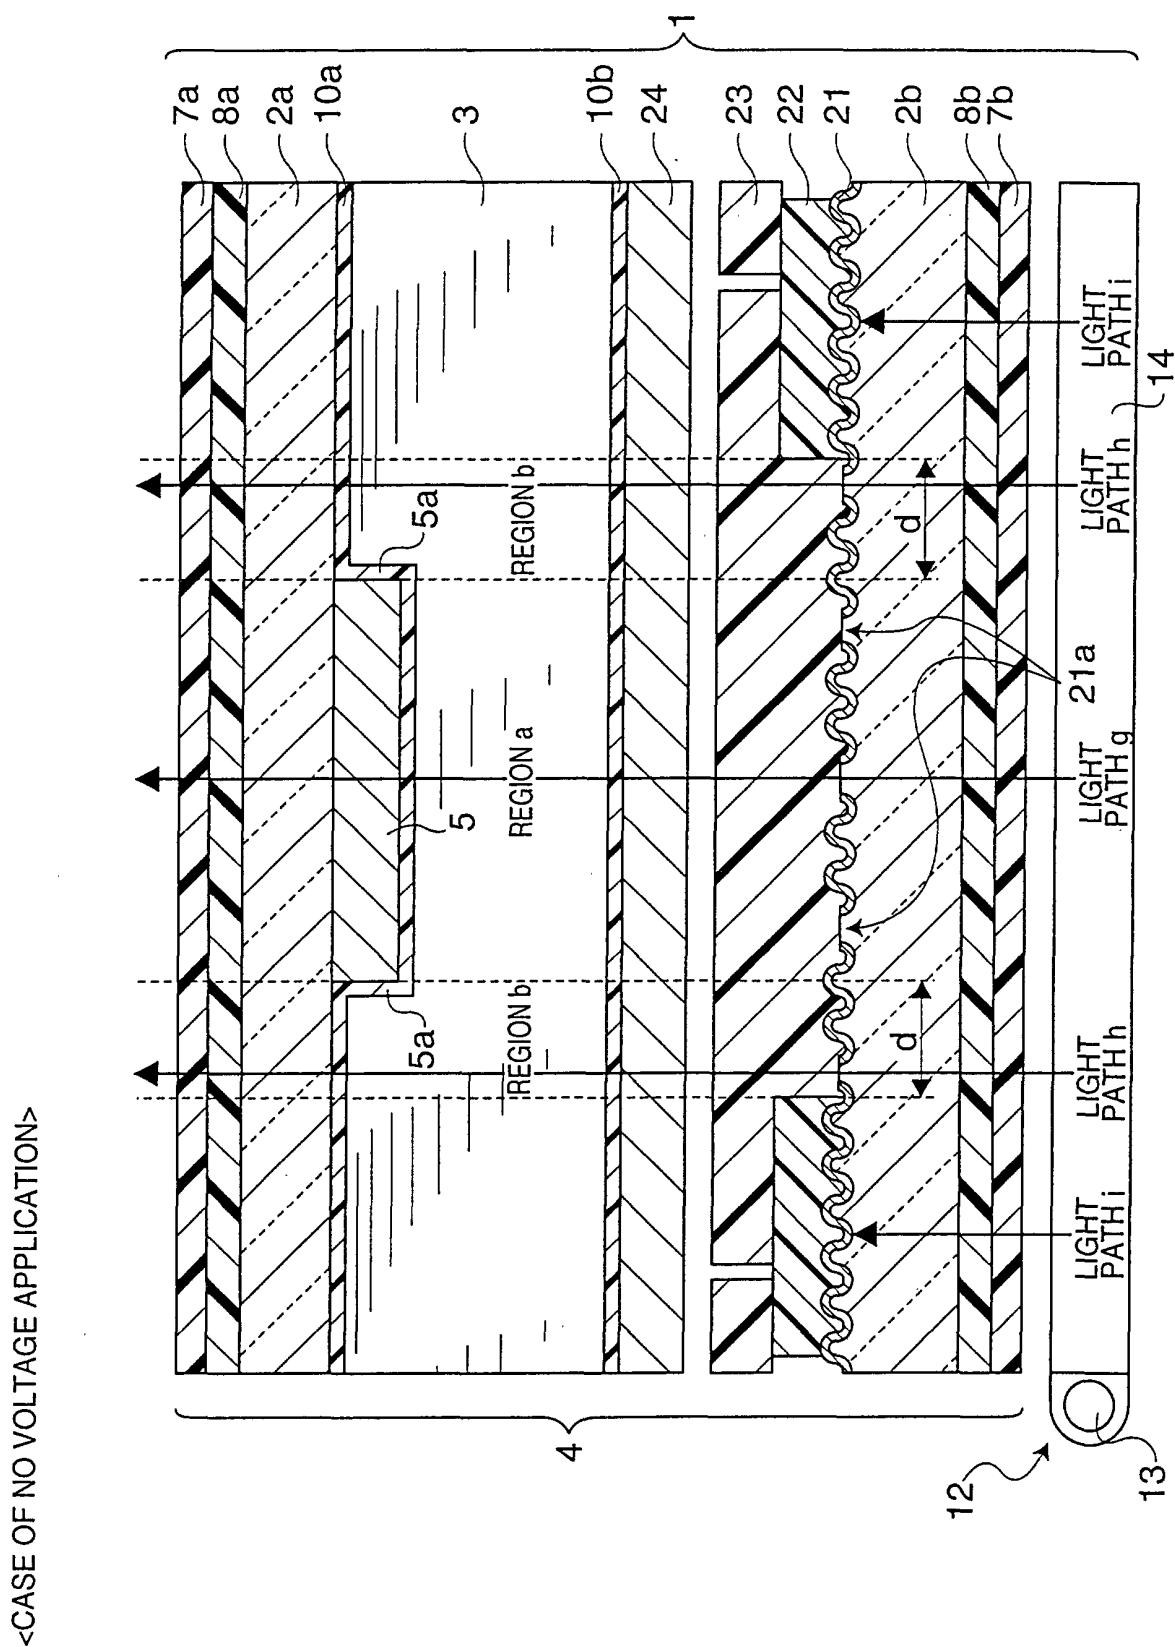 <CASE OF NO VOLTAGE APPLICATION>
7a
8a
2a
10a
3
10b
24
23
22
21
2b
8b
7b
1
4
REGION b
REGION a
REGION b
5a
5
5a
d
d
21a
LIGHT
PATH i
LIGHT
PATH h
LIGHT
PATH g
LIGHT
PATH h
LIGHT
PATH i
12
13
14